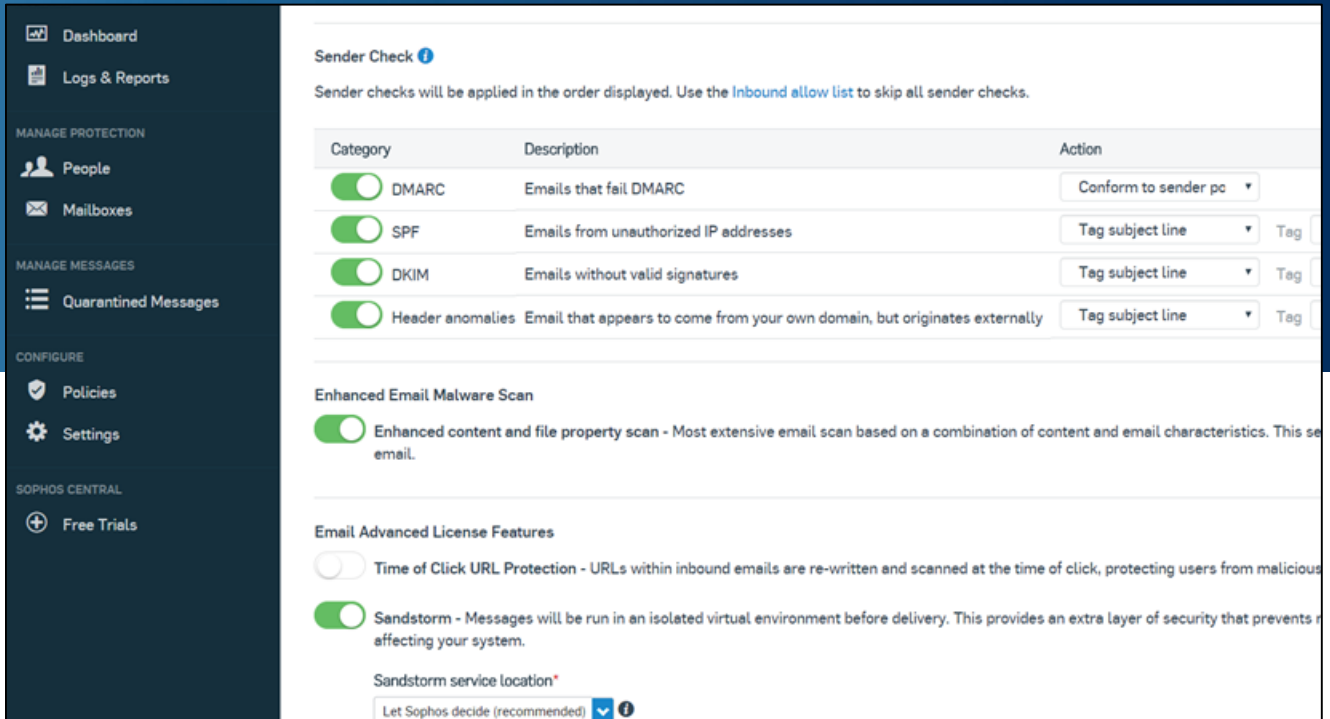 Dashboard
Logs & Reports
MANAGE PROTECTION
People
Mailboxes
MANAGE MESSAGES
Quarantined Messages
CONFIGURE
Policies
Settings
SOPHOS CENTRAL
Free Trials
Sender Check
Sender checks will be applied in the order displayed. Use the Inbound allow list to skip all sender checks.
Category Description Action
DMARC Emails that fail DMARC Conform to sender po
SPF Emails from unauthorized IP addresses Tag subject line Tag
DKIM Emails without valid signatures Tag subject line Tag
Header anomalies Email that appears to come from your own domain, but originates externally Tag subject line Tag
Enhanced Email Malware Scan
Enhanced content and file property scan - Most extensive email scan based on a combination of content and email characteristics. This se
email.
Email Advanced License Features
Time of Click URL Protection - URLs within inbound emails are re-written and scanned at the time of click, protecting users from malicious
Sandstorm - Messages will be run in an isolated virtual environment before delivery. This provides an extra layer of security that prevents
affecting your system.
Sandstorm service location*
Let Sophos decide (recommended)